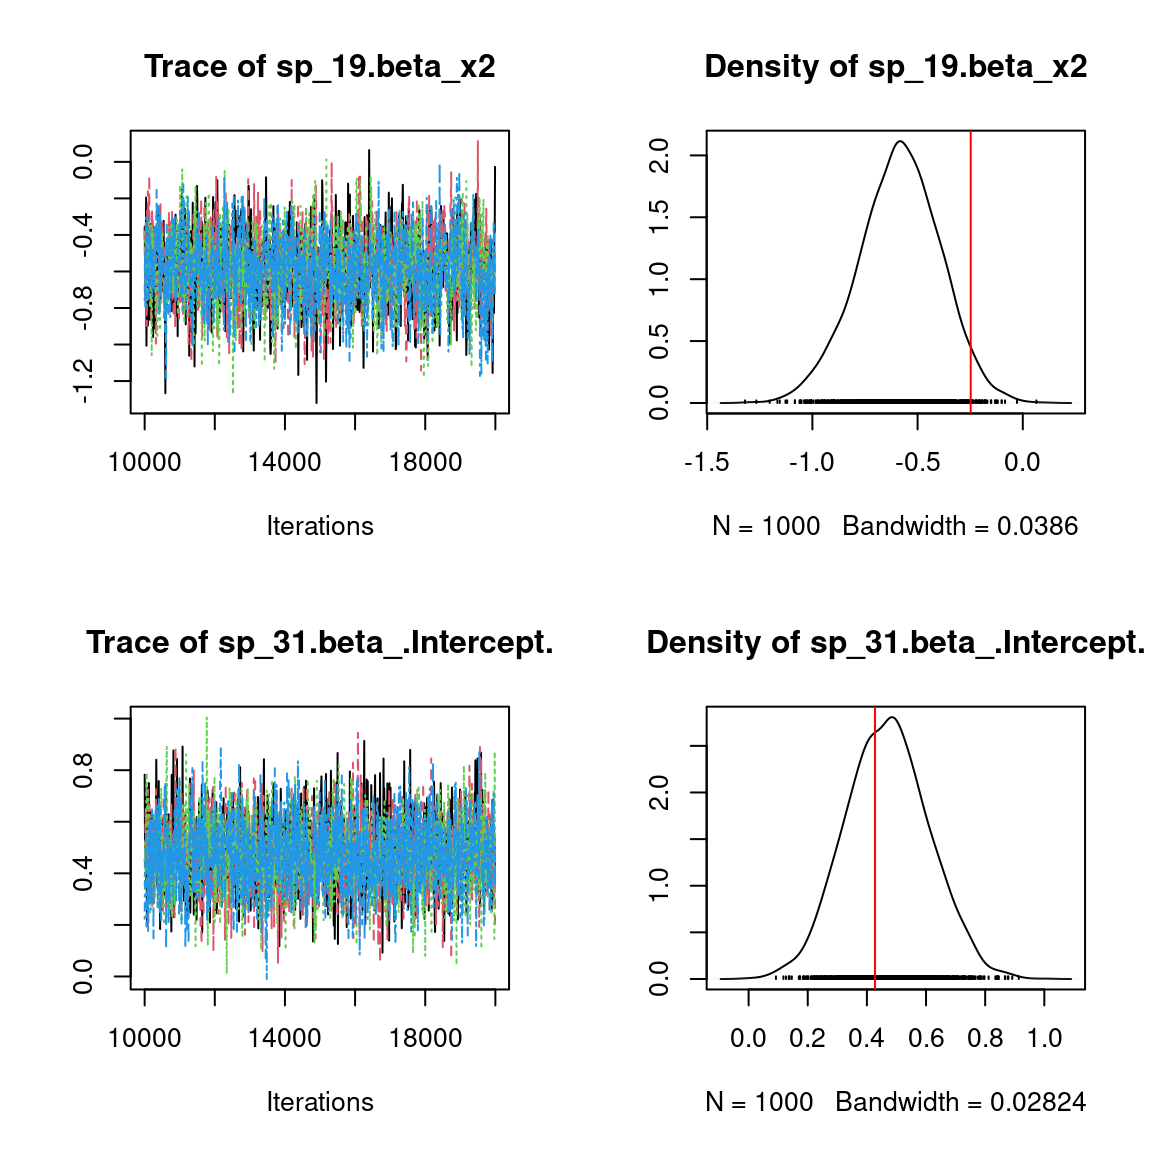 Trace of sp_19.beta_x2
Density of sp_19.beta_x2
0.0
-0.4
-0.8
-1.2
10000 14000 18000
Iterations
2.0
1.5
1.0
0.5
0.0
-1.5 -1.0 -0.5 0.0
N = 1000 Bandwidth = 0.0386
Trace of sp_31.beta_.Intercept.
Density of sp_31.beta_.Intercept.
0.8
0.4
0.0
10000 14000 18000
Iterations
2.0
1.0
0.0
0.0 0.2 0.4 0.6 0.8 1.0
N = 1000 Bandwidth = 0.02824